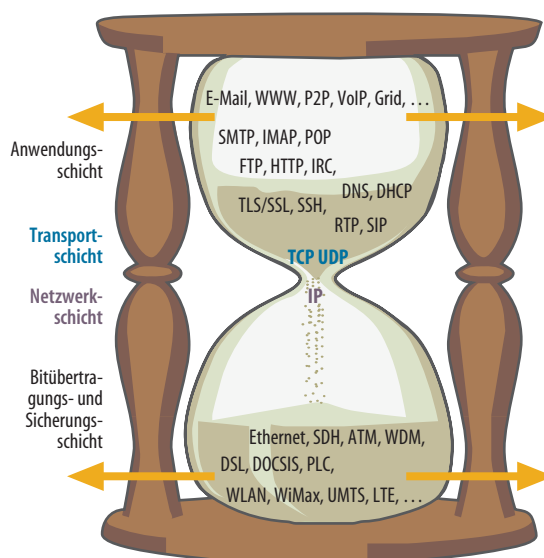 E-Mail, WWW, P2P, VoIP, Grid, …
SMTP, IMAP, POP
FTP, HTTP, IRC,
DNS, DHCP
TLS/SSL, SSH,
RTP, SIP
Anwendungs-
schicht
TCP UDP
Transport-
schicht
IP
Netzwerk-
schicht
Bitübertra-
gungs- und
Sicherungs-
schicht
Ethernet, SDH, ATM, WDM,
DSL, DOCSIS, PLC,
WLAN, WiMax, UMTS, LTE, …